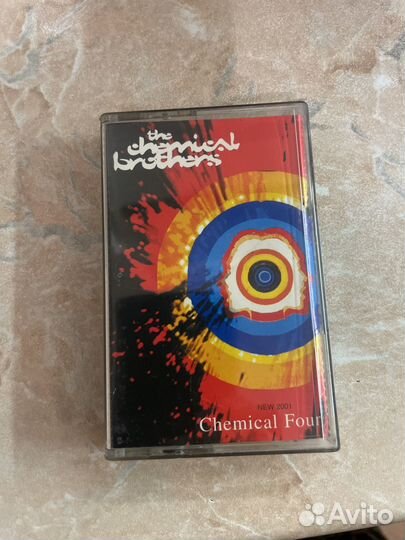 the
chemical
brothers
NEW 2001
Chemical Four
Avito